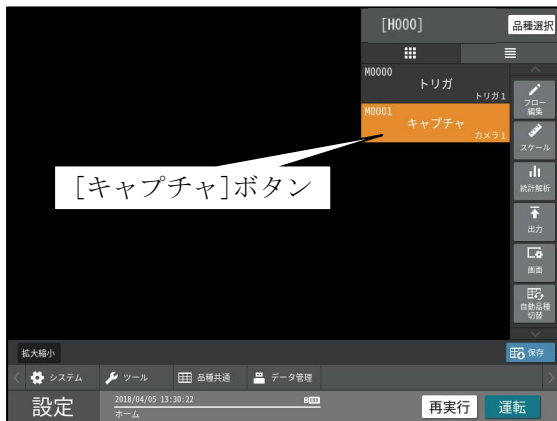 [H000]
品種選択
M0000
トリガ
トリガ1
M0001
キャプチャ
カメラ1
[キャプチャ]ボタン
フロー
編集
スケール
統計解析
出力
画面
自動品種
切替
拡大縮小
保存
システム
ツール
品種共通
データ管理
設定
2018/04/05 13:30:22
ホーム
再実行
運転